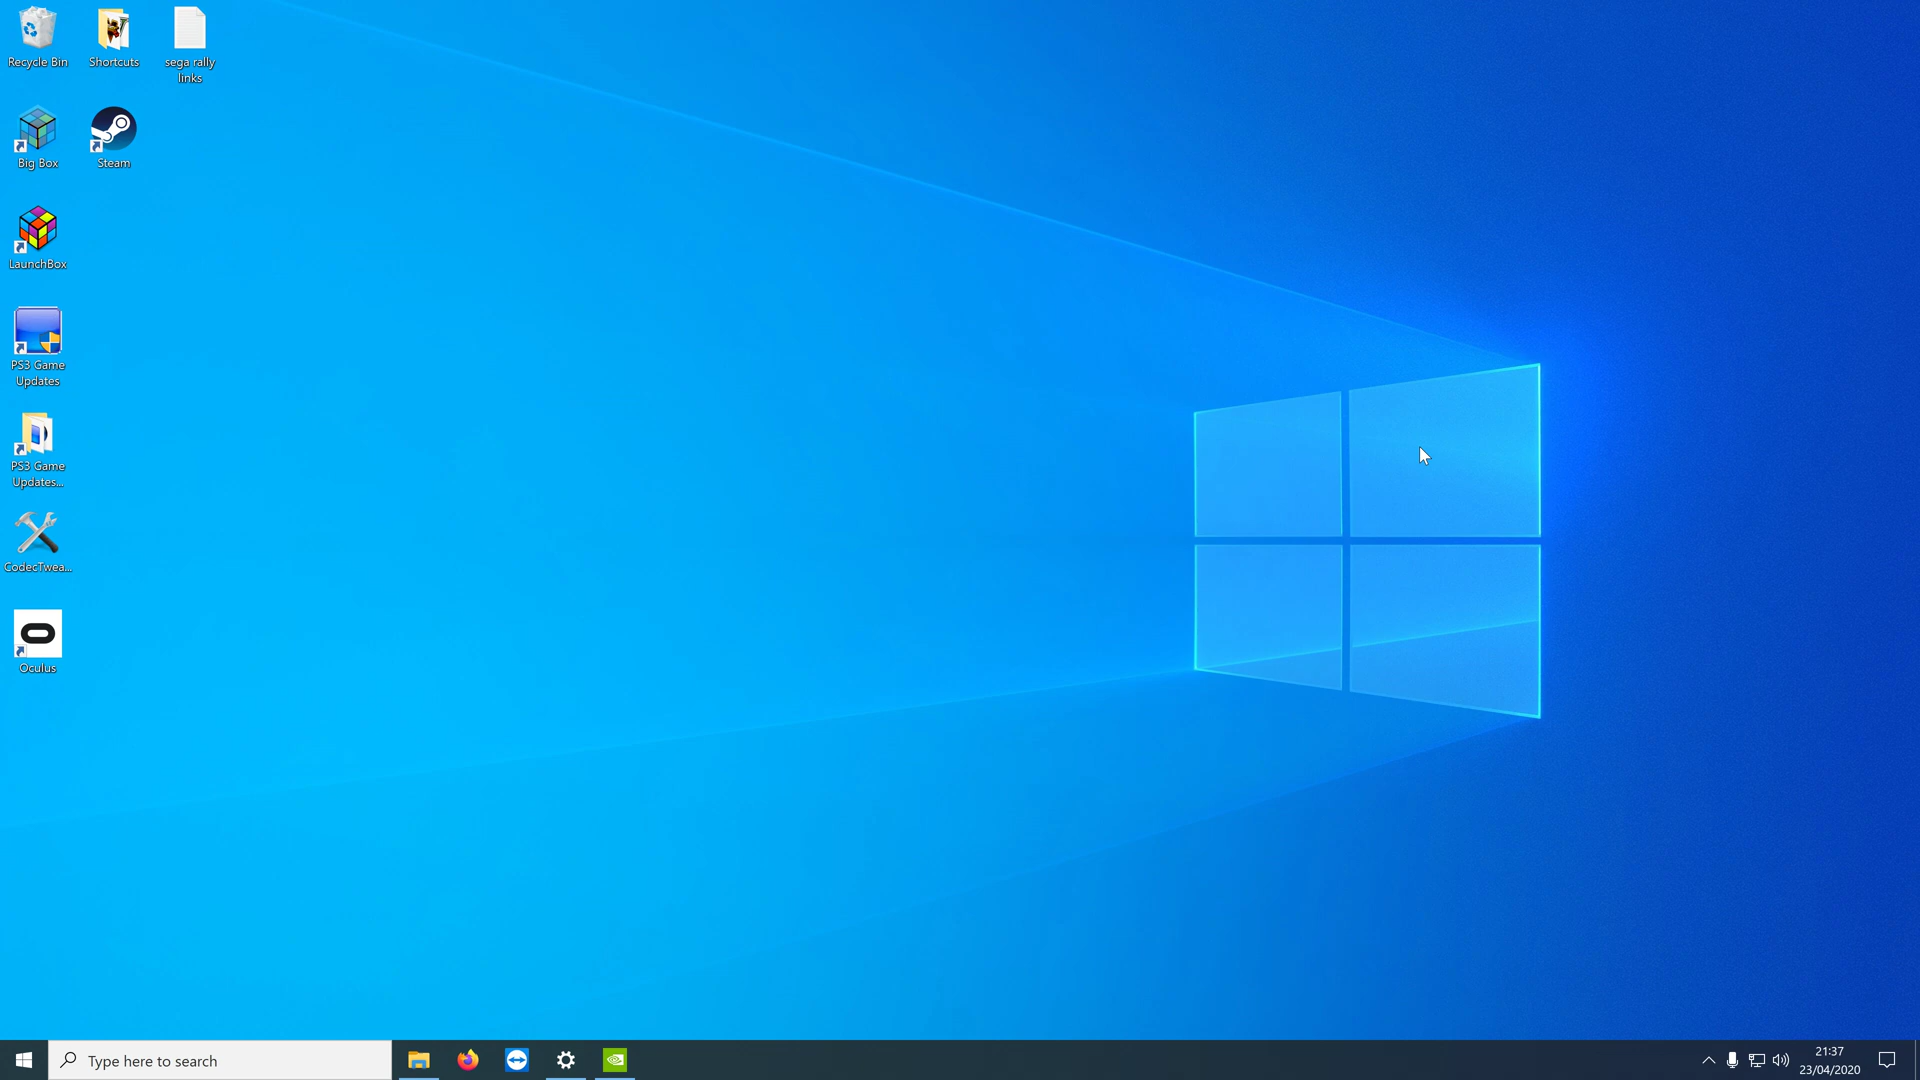 Recycle Bin
Shortcuts
sega rally
links
Big Box
Steam
LaunchBox
PS3 Game
Updates
PS3 Game
Updates...
CodecTwea...
Oculus
Type here to search
21:37
23/04/2020